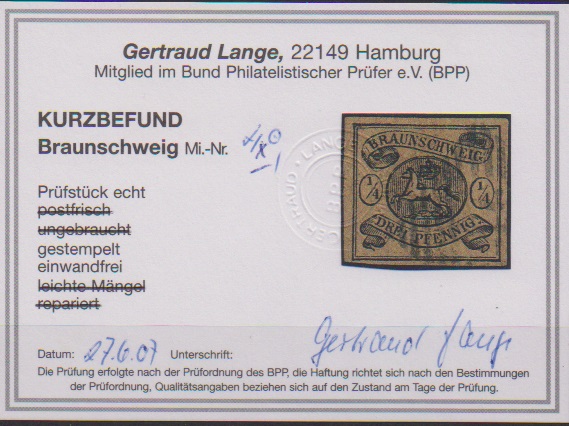 Gertraud Lange, 22149 Hamburg
Mitglied im Bund Philatelistischer Prüfer e.V. (BPP)
KURZBEFUND
Braunschweig Mi.-Nr.
Prüfstück echt
postfrisch
ungebraucht
gestempelt
einwandfrei
leichte Mängel
repariert
GERTRAUD · LANGE
BPP
BRAUNSCHWEIG
1/4 1/4
DREI PFENNIG
Datum: 27.6.07 Unterschrift: Gertraud Lange
Die Prüfung erfolgte nach der Prüfordnung des BPP, die Haftung richtet sich nach den Bestimmungen
der Prüfordnung, Qualitätsangaben beziehen sich auf den Zustand am Tage der Prüfung.